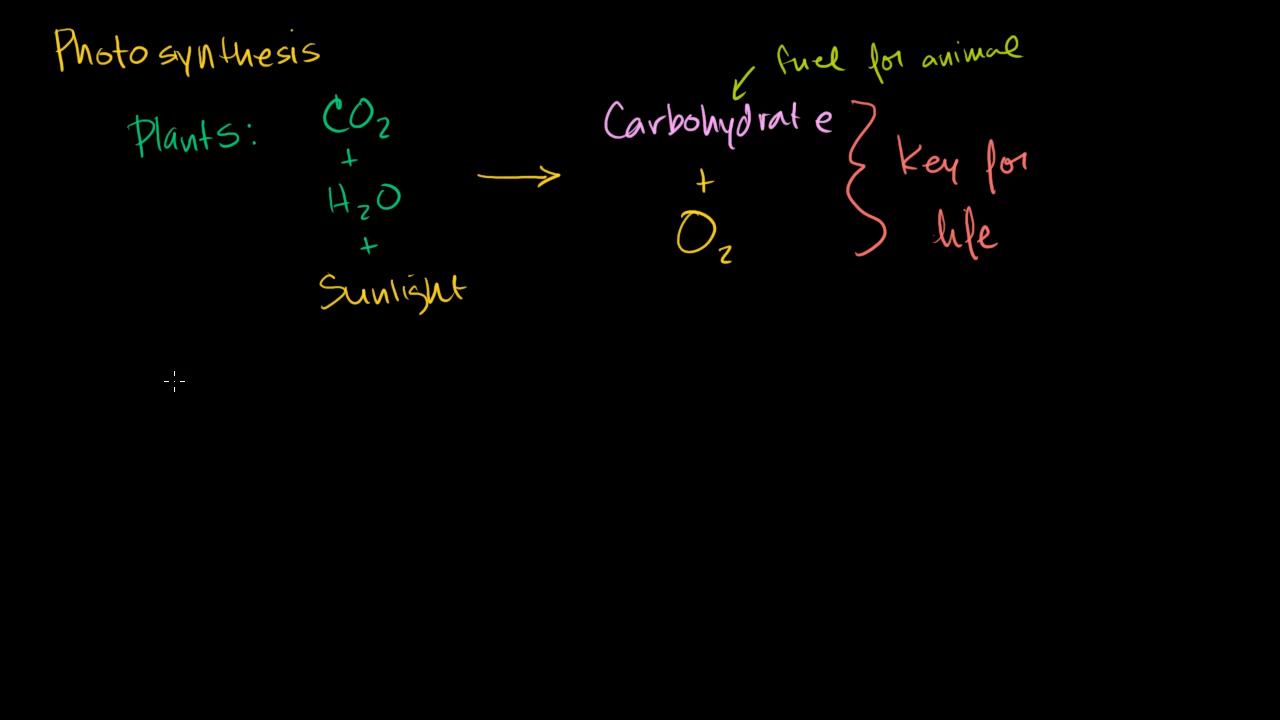 Photosynthesis
fuel for animal
Plants: CO₂ → Carbohydrate } Key for life
+
H₂O
+
Sunlight
+
O₂